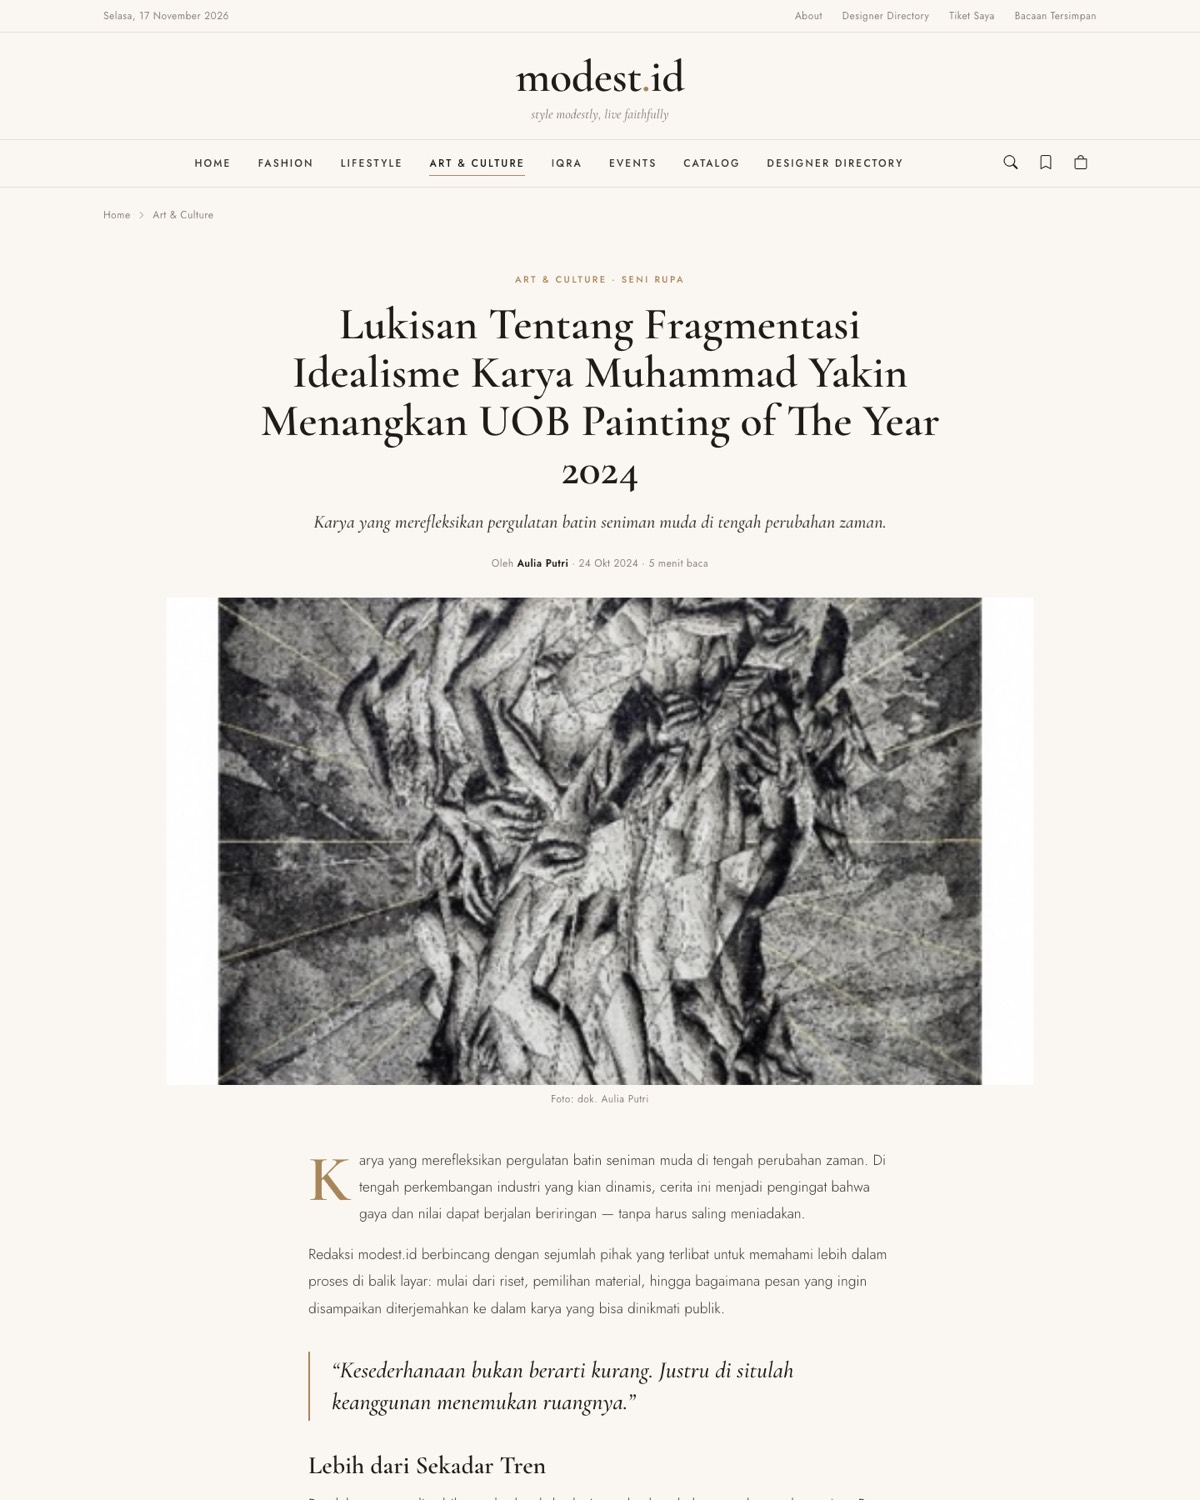 Selasa, 17 November 2026
About Designer Directory Tiket Saya Bacaan Tersimpan
modest.id
style modestly, live faithfully
HOME FASHION LIFESTYLE ART & CULTURE IQRA EVENTS CATALOG DESIGNER DIRECTORY
Home > Art & Culture
ART & CULTURE · SENI RUPA
Lukisan Tentang Fragmentasi
Idealisme Karya Muhammad Yakin
Menangkan UOB Painting of The Year
2024
Karya yang merefleksikan pergulatan batin seniman muda di tengah perubahan zaman.
Oleh Aulia Putri · 24 Okt 2024 · 5 menit baca
Foto: dok. Aulia Putri
Karya yang merefleksikan pergulatan batin seniman muda di tengah perubahan zaman. Di
tengah perkembangan industri yang kian dinamis, cerita ini menjadi pengingat bahwa
gaya dan nilai dapat berjalan beriringan — tanpa harus saling meniadakan.
Redaksi modest.id berbincang dengan sejumlah pihak yang terlibat untuk memahami lebih dalam
proses di balik layar: mulai dari riset, pemilihan material, hingga bagaimana pesan yang ingin
disampaikan diterjemahkan ke dalam karya yang bisa dinikmati publik.
“Kesederhanaan bukan berarti kurang. Justru di situlah
keanggunan menemukan ruangnya.”
Lebih dari Sekadar Tren